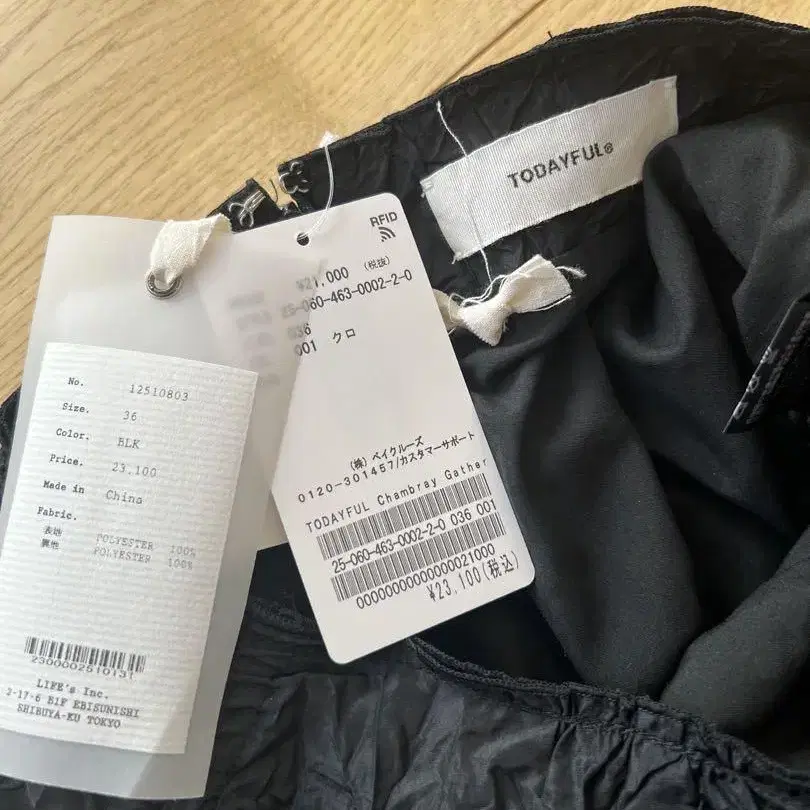 TODAYFUL®
RFID
¥21,000 (税抜)
25-060-463-0002-2-0
036
001 クロ
(株) ベイクルーズ
0120-301457/カスタマーサポート
TODAYFUL Chambray Gather
25-060-463-0002-2-0 036 001
0000000000000021000
¥23,100(税込)
No. 12510803
Size. 36
Color. BLK
Price. 23,100
Made in China
Fabric.
表地 POLYESTER 100%
裏地 POLYESTER 100%
2300002510131
LIFE's Inc.
2-17-6 B1F EBISUNISHI
SHIBUYA-KU TOKYO